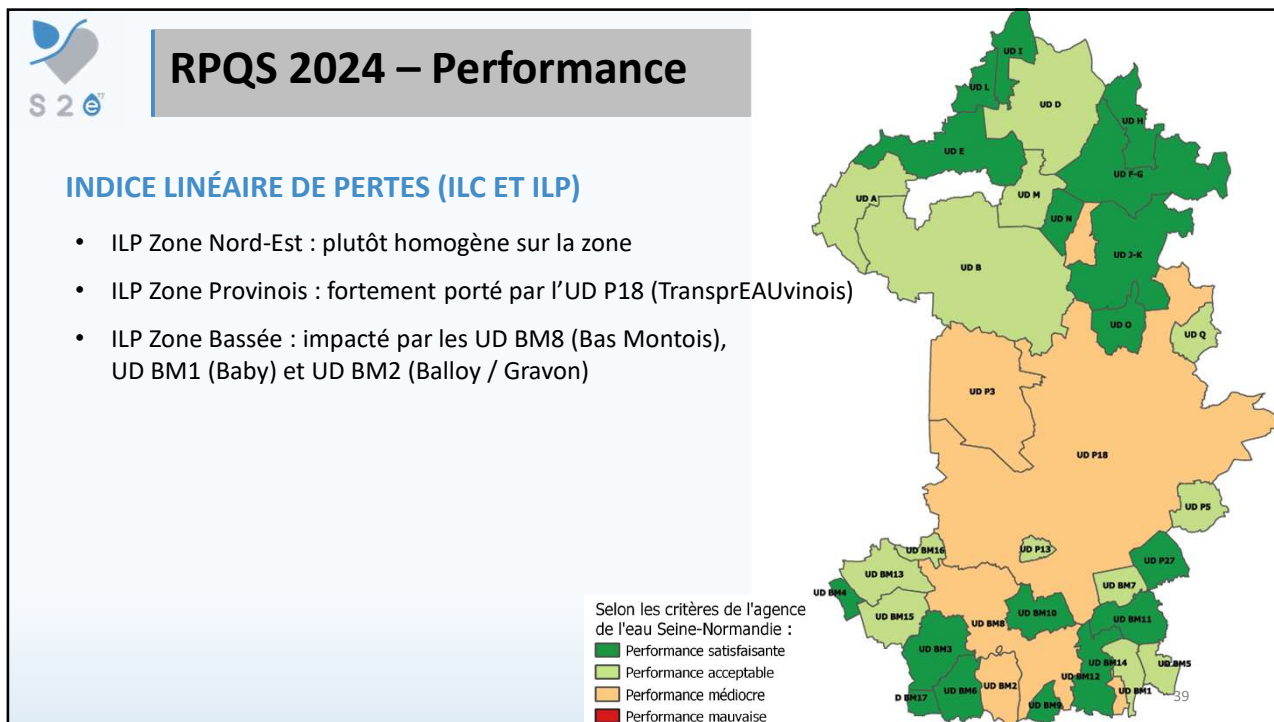 S2e77
RPQS 2024 – Performance
INDICE LINÉAIRE DE PERTES (ILC ET ILP)
• ILP Zone Nord-Est : plutôt homogène sur la zone
• ILP Zone Provinois : fortement porté par l’UD P18 (TransprEAUvinois)
• ILP Zone Bassée : impacté par les UD BM8 (Bas Montois),
UD BM1 (Baby) et UD BM2 (Balloy / Gravon)
UD I
UD L
UD D
UD H
UD E
UD F-G
UD A
UD M
UD N
UD J-K
UD B
UD O
UD Q
UD P3
UD P18
UD P5
UD BM16
UD P13
UD P27
UD BM13
UD BM7
UD BM4
UD BM10
UD BM15
UD BM11
UD BM8
UD BM3
UD BM14
UD BM5
UD BM12
UD BM6
UD BM2
UD BM1
D BM17
UD BM9
Selon les critères de l'agence
de l'eau Seine-Normandie :
Performance satisfaisante
Performance acceptable
Performance médiocre
Performance mauvaise
39